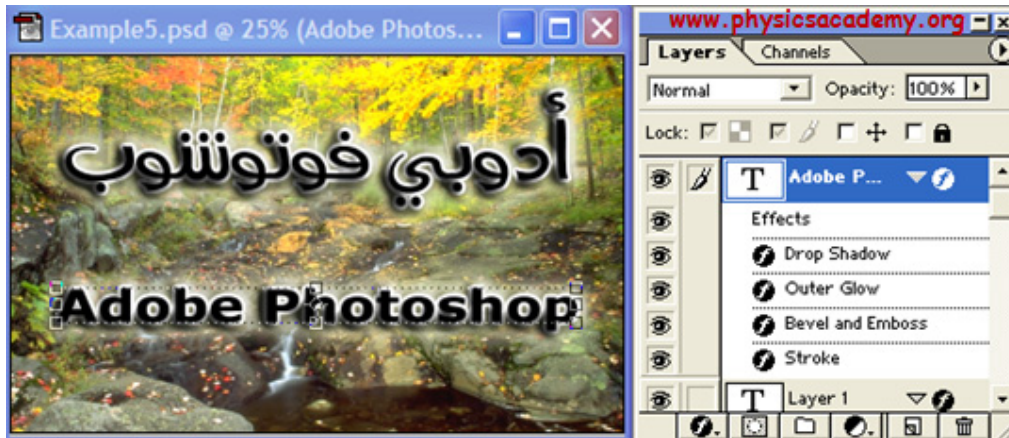 Example5.psd @ 25% (Adobe Photos...
أدوبي فوتوشوب
Adobe Photoshop
www.physicsacademy.org
Layers Channels
Normal Opacity: 100%
Lock:
T Adobe P...
Effects
Drop Shadow
Outer Glow
Bevel and Emboss
Stroke
T Layer 1